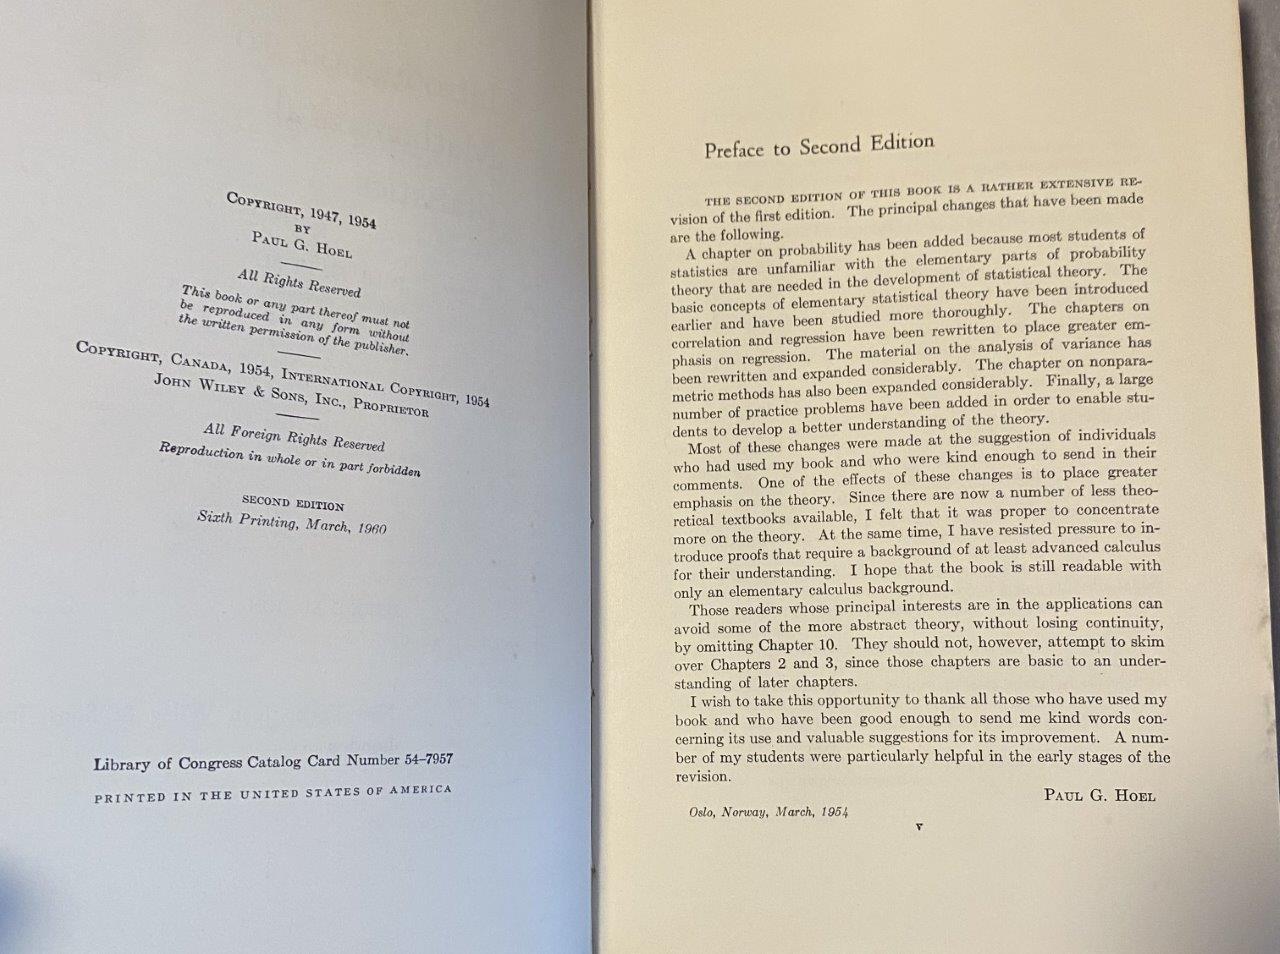 COPYRIGHT, 1947, 1954
BY
PAUL G. HOEL
All Rights Reserved
This book or any part thereof must not
be reproduced in any form without
the written permission of the publisher.
COPYRIGHT, CANADA, 1954, INTERNATIONAL COPYRIGHT, 1954
JOHN WILEY & SONS, INC., PROPRIETOR
All Foreign Rights Reserved
Reproduction in whole or in part forbidden
SECOND EDITION
Sixth Printing, March, 1960
Library of Congress Catalog Card Number 54-7957
PRINTED IN THE UNITED STATES OF AMERICA
Preface to Second Edition
THE SECOND EDITION OF THIS BOOK IS A RATHER EXTENSIVE RE-
vision of the first edition. The principal changes that have been made
are the following.
A chapter on probability has been added because most students of
statistics are unfamiliar with the elementary parts of probability
theory that are needed in the development of statistical theory. The
basic concepts of elementary statistical theory have been introduced
earlier and have been studied more thoroughly. The chapters on
correlation and regression have been rewritten to place greater em-
phasis on regression. The material on the analysis of variance has
been rewritten and expanded considerably. The chapter on nonpara-
metric methods has also been expanded considerably. Finally, a large
number of practice problems have been added in order to enable stu-
dents to develop a better understanding of the theory.
Most of these changes were made at the suggestion of individuals
who had used my book and who were kind enough to send in their
comments. One of the effects of these changes is to place greater
emphasis on the theory. Since there are now a number of less theo-
retical textbooks available, I felt that it was proper to concentrate
more on the theory. At the same time, I have resisted pressure to in-
troduce proofs that require a background of at least advanced calculus
for their understanding. I hope that the book is still readable with
only an elementary calculus background.
Those readers whose principal interests are in the applications can
avoid some of the more abstract theory, without losing continuity,
by omitting Chapter 10. They should not, however, attempt to skim
over Chapters 2 and 3, since those chapters are basic to an under-
standing of later chapters.
I wish to take this opportunity to thank all those who have used my
book and who have been good enough to send me kind words con-
cerning its use and valuable suggestions for its improvement. A num-
ber of my students were particularly helpful in the early stages of the
revision.
PAUL G. HOEL
Oslo, Norway, March, 1954
v